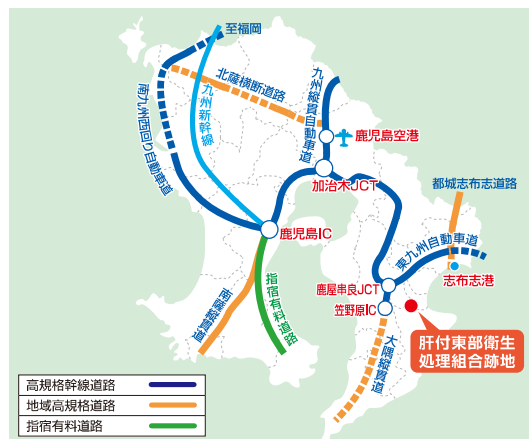 至福岡
北薩横断道路
九州縦貫自動車道
九州新幹線
南九州西回り自動車道
鹿児島空港
加治木JCT
都城志布志道路
鹿児島IC
東九州自動車道
志布志港
鹿屋串良JCT
笠野原IC
指宿有料道路
南薩縦貫道
大隅縦貫道
肝付東部衛生
処理組合跡地
高規格幹線道路
地域高規格道路
指宿有料道路